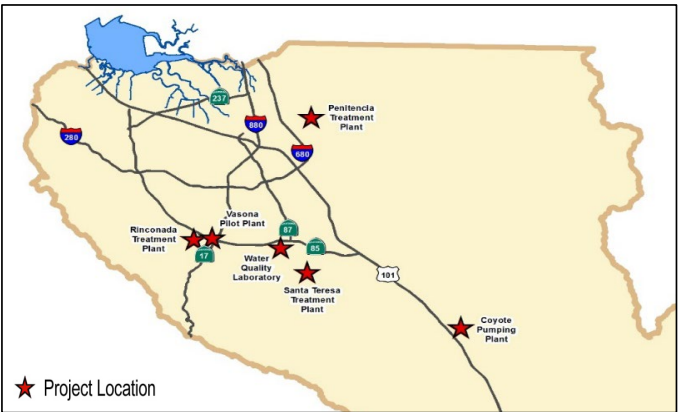 237
Penitencia
Treatment
Plant
880
280
680
Vasona
Pilot Plant
Rinconada
Treatment
Plant
87
17
85
Water
Quality
Laboratory
101
Santa Teresa
Treatment
Plant
Coyote
Pumping
Plant
Project Location